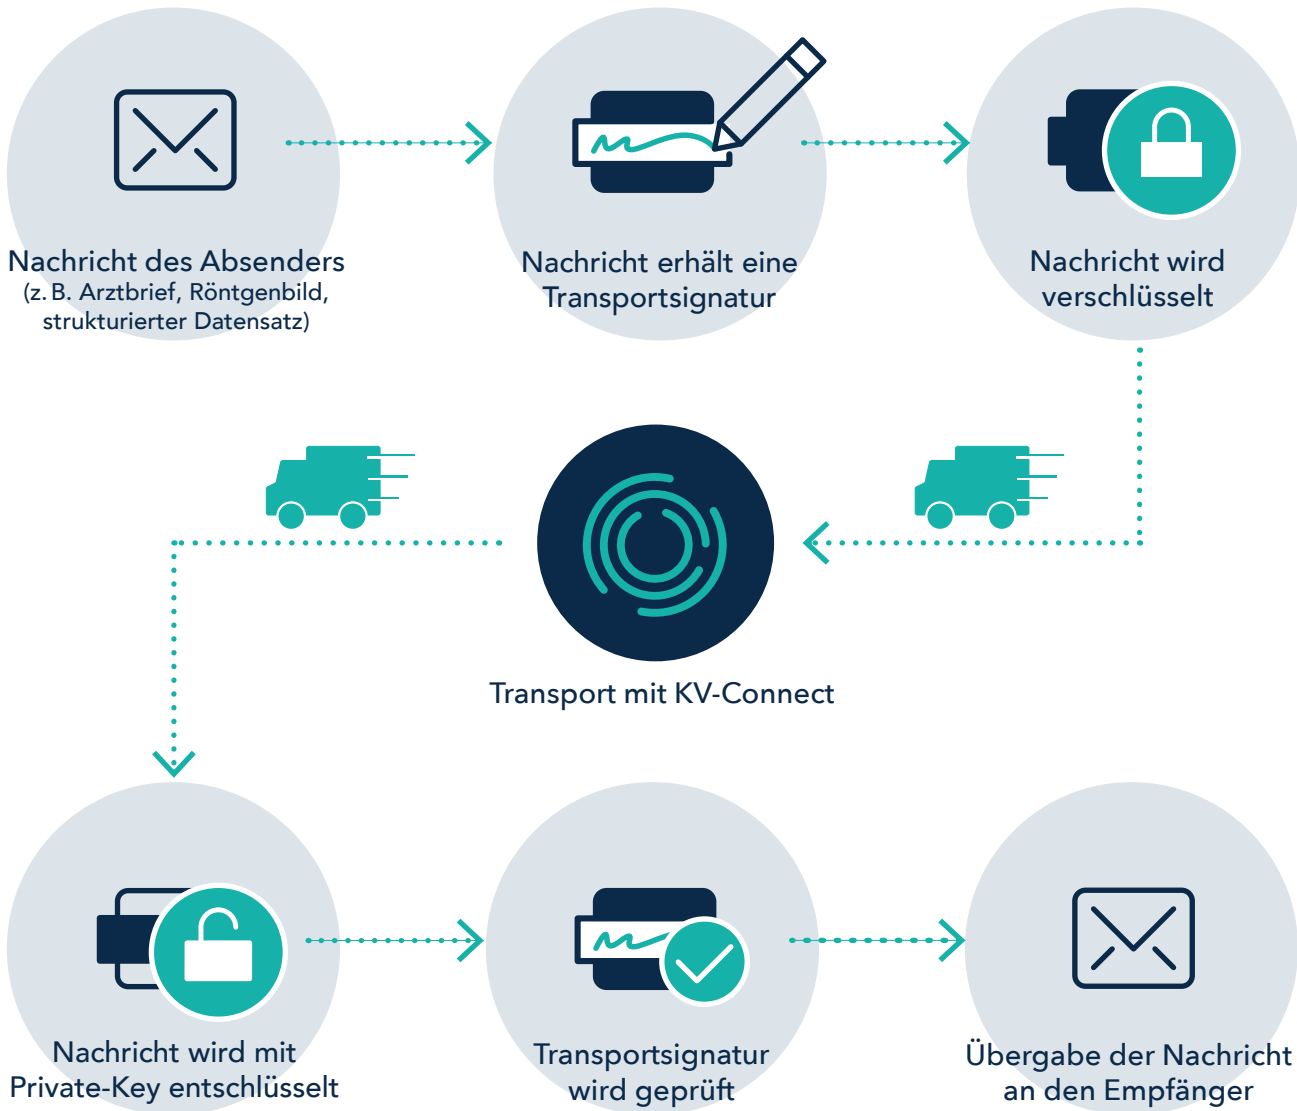 Nachricht des Absenders
(z. B. Arztbrief, Röntgenbild,
strukturierter Datensatz)
Nachricht erhält eine
Transportsignatur
Nachricht wird
verschlüsselt
Transport mit KV-Connect
Nachricht wird mit
Private-Key entschlüsselt
Transportsignatur
wird geprüft
Übergabe der Nachricht
an den Empfänger